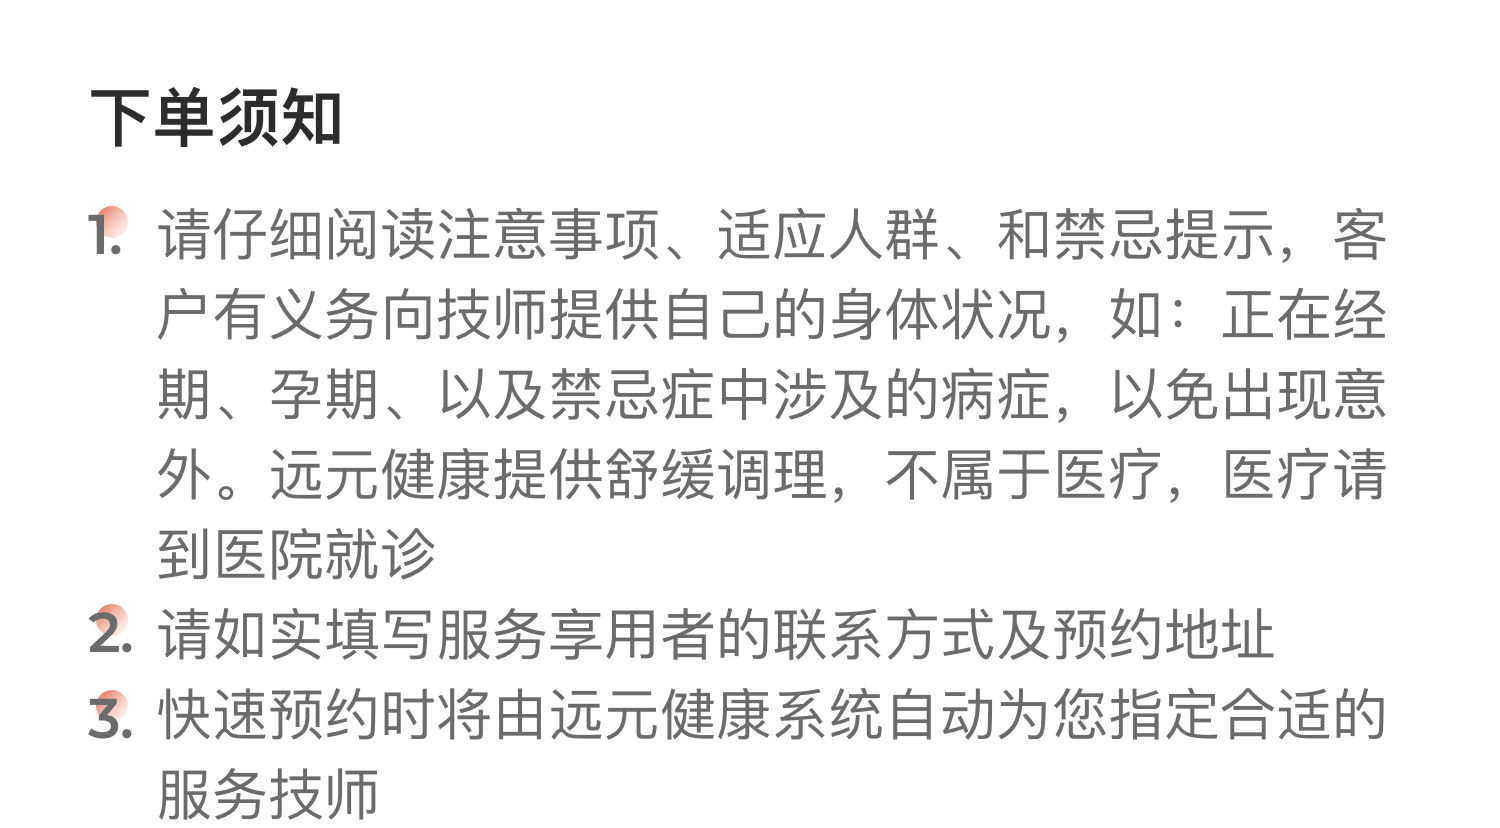 下单须知
1. 请仔细阅读注意事项、适应人群、和禁忌提示，客
户有义务向技师提供自己的身体状况，如：正在经
期、孕期、以及禁忌症中涉及的病症，以免出现意
外。远元健康提供舒缓调理，不属于医疗，医疗请
到医院就诊
2. 请如实填写服务享用者的联系方式及预约地址
3. 快速预约时将由远元健康系统自动为您指定合适的
服务技师